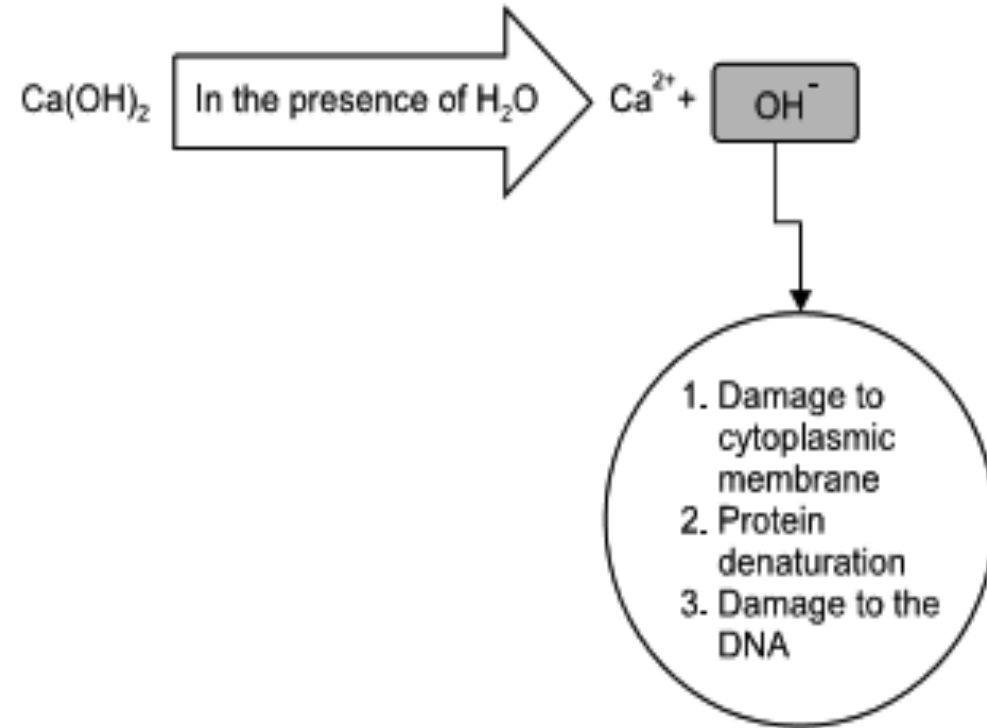 Ca(OH)₂ In the presence of H₂O Ca²⁺+ OH⁻
1. Damage to
cytoplasmic
membrane
2. Protein
denaturation
3. Damage to the
DNA